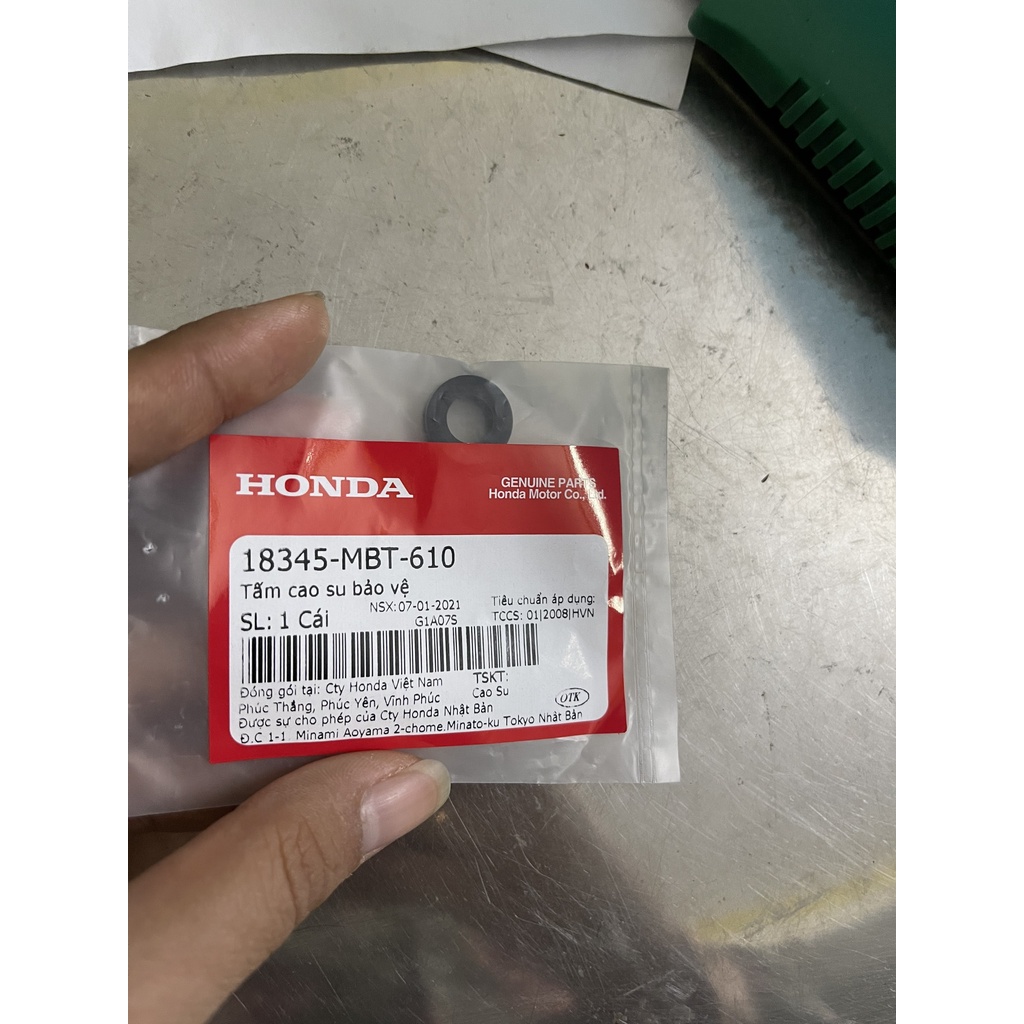 HONDA
GENUINE PARTS
Honda Motor Co., Ltd.
18345-MBT-610
Tấm cao su bảo vệ
NSX: 07-01-2021
Tiêu chuẩn áp dụng:
SL: 1 Cái
G1A07S
TCCS: 01|2008|HVN
Đóng gói tại: Cty Honda Việt Nam
TSKT:
Phúc Thắng, Phúc Yên, Vĩnh Phúc
Cao Su
OTK
Được sự cho phép của Cty Honda Nhật Bản
Đ.C 1-1 Minami Aoyama 2-chome.Minato-ku Tokyo Nhật Bản